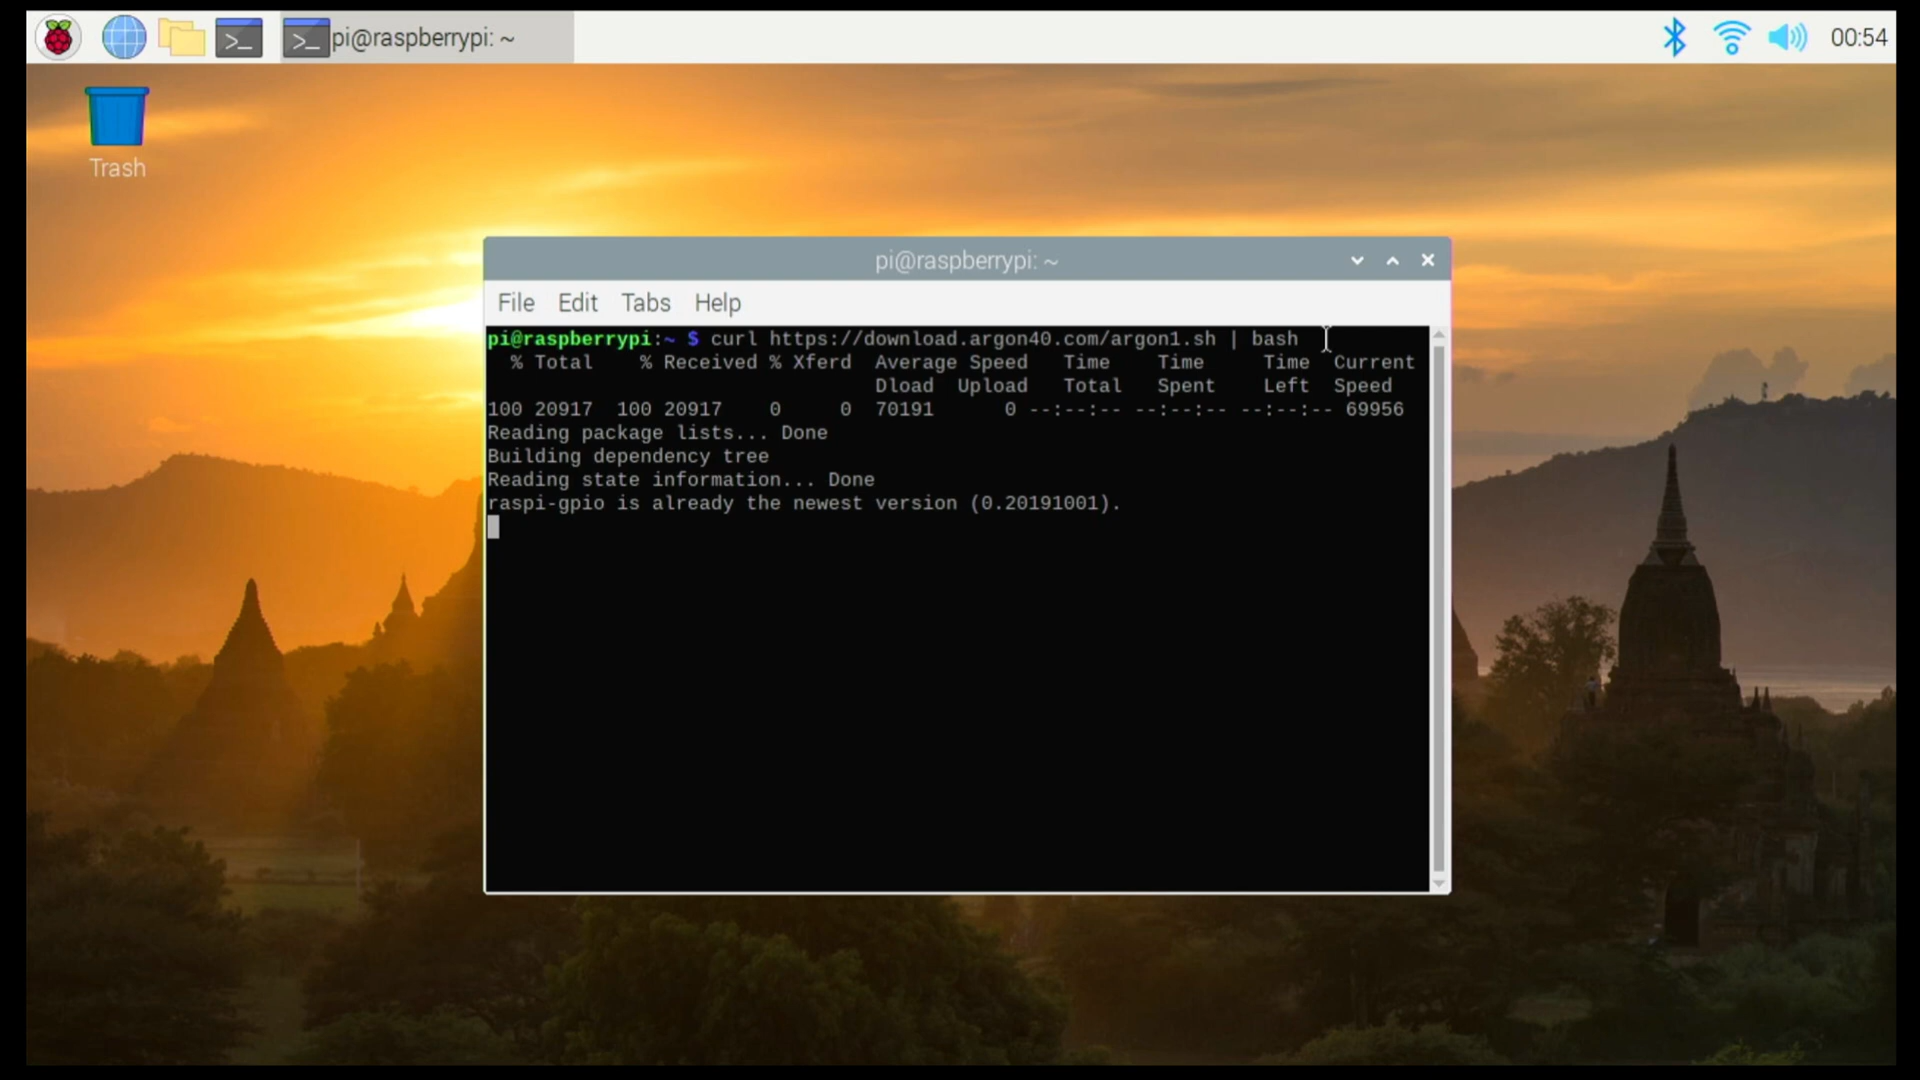 pi@raspberrypi: ~
00:54
Trash
pi@raspberrypi: ~
File Edit Tabs Help
pi@raspberrypi:~ $ curl https://download.argon40.com/argon1.sh | bash
% Total % Received % Xferd Average Speed Time Time Time Current
Dload Upload Total Spent Left Speed
100 20917 100 20917 0 0 70191 0 --:--:-- --:--:-- --:--:-- 69956
Reading package lists... Done
Building dependency tree
Reading state information... Done
raspi-gpio is already the newest version (0.20191001).